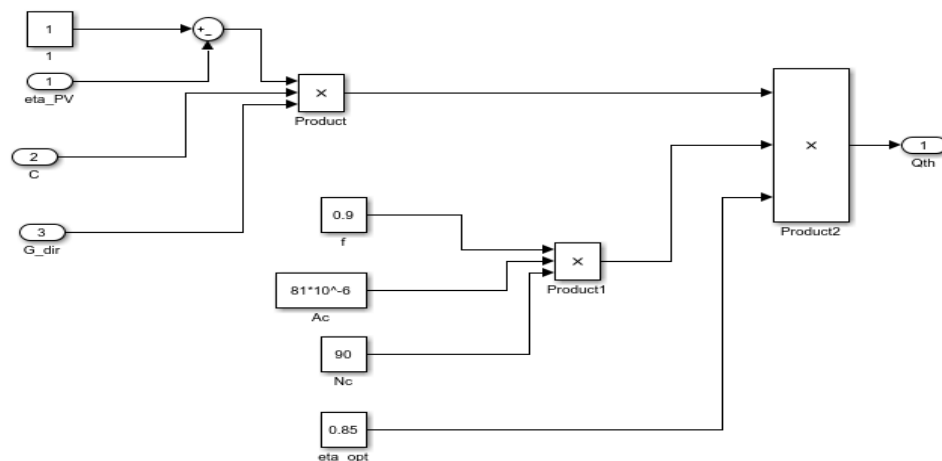 1
1
+
−
1
eta_PV
×
Product
2
C
3
G_dir
0.9
f
81*10^-6
Ac
90
Nc
0.85
eta_opt
×
Product1
×
Product2
1
Qth